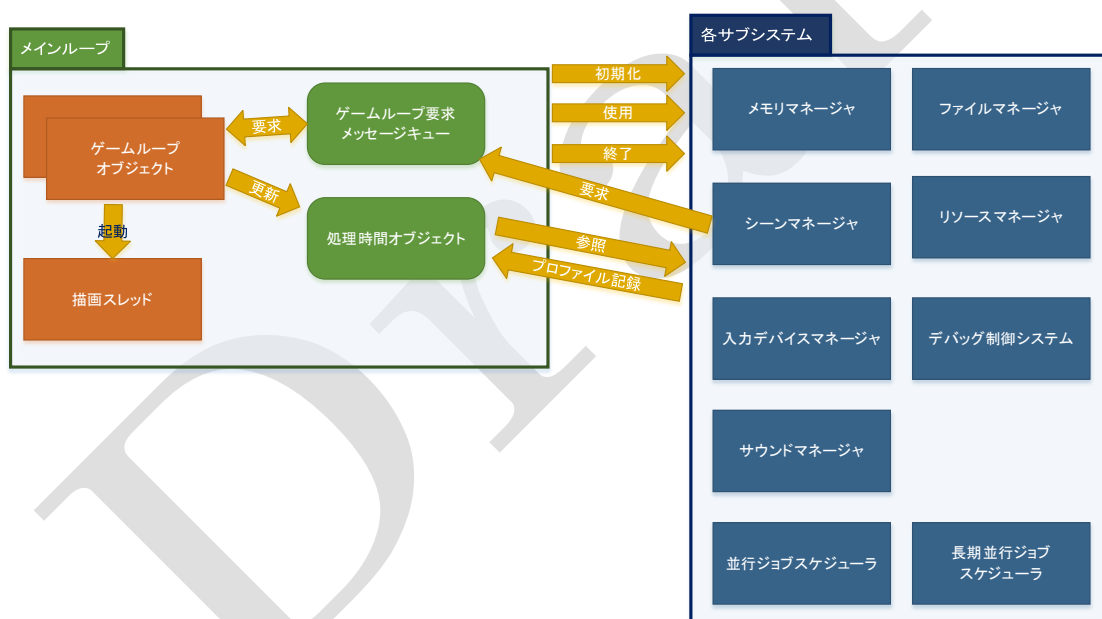 メインループ
ゲームループ
オブジェクト
要求
ゲームループ要求
メッセージキュー
更新
処理時間オブジェクト
起動
描画スレッド
初期化
使用
終了
要求
参照
プロファイル記録
各サブシステム
メモリマネージャ
ファイルマネージャ
シーンマネージャ
リソースマネージャ
入力デバイスマネージャ
デバッグ制御システム
サウンドマネージャ
並行ジョブスケジューラ
長期並行ジョブ
スケジューラ
Draft